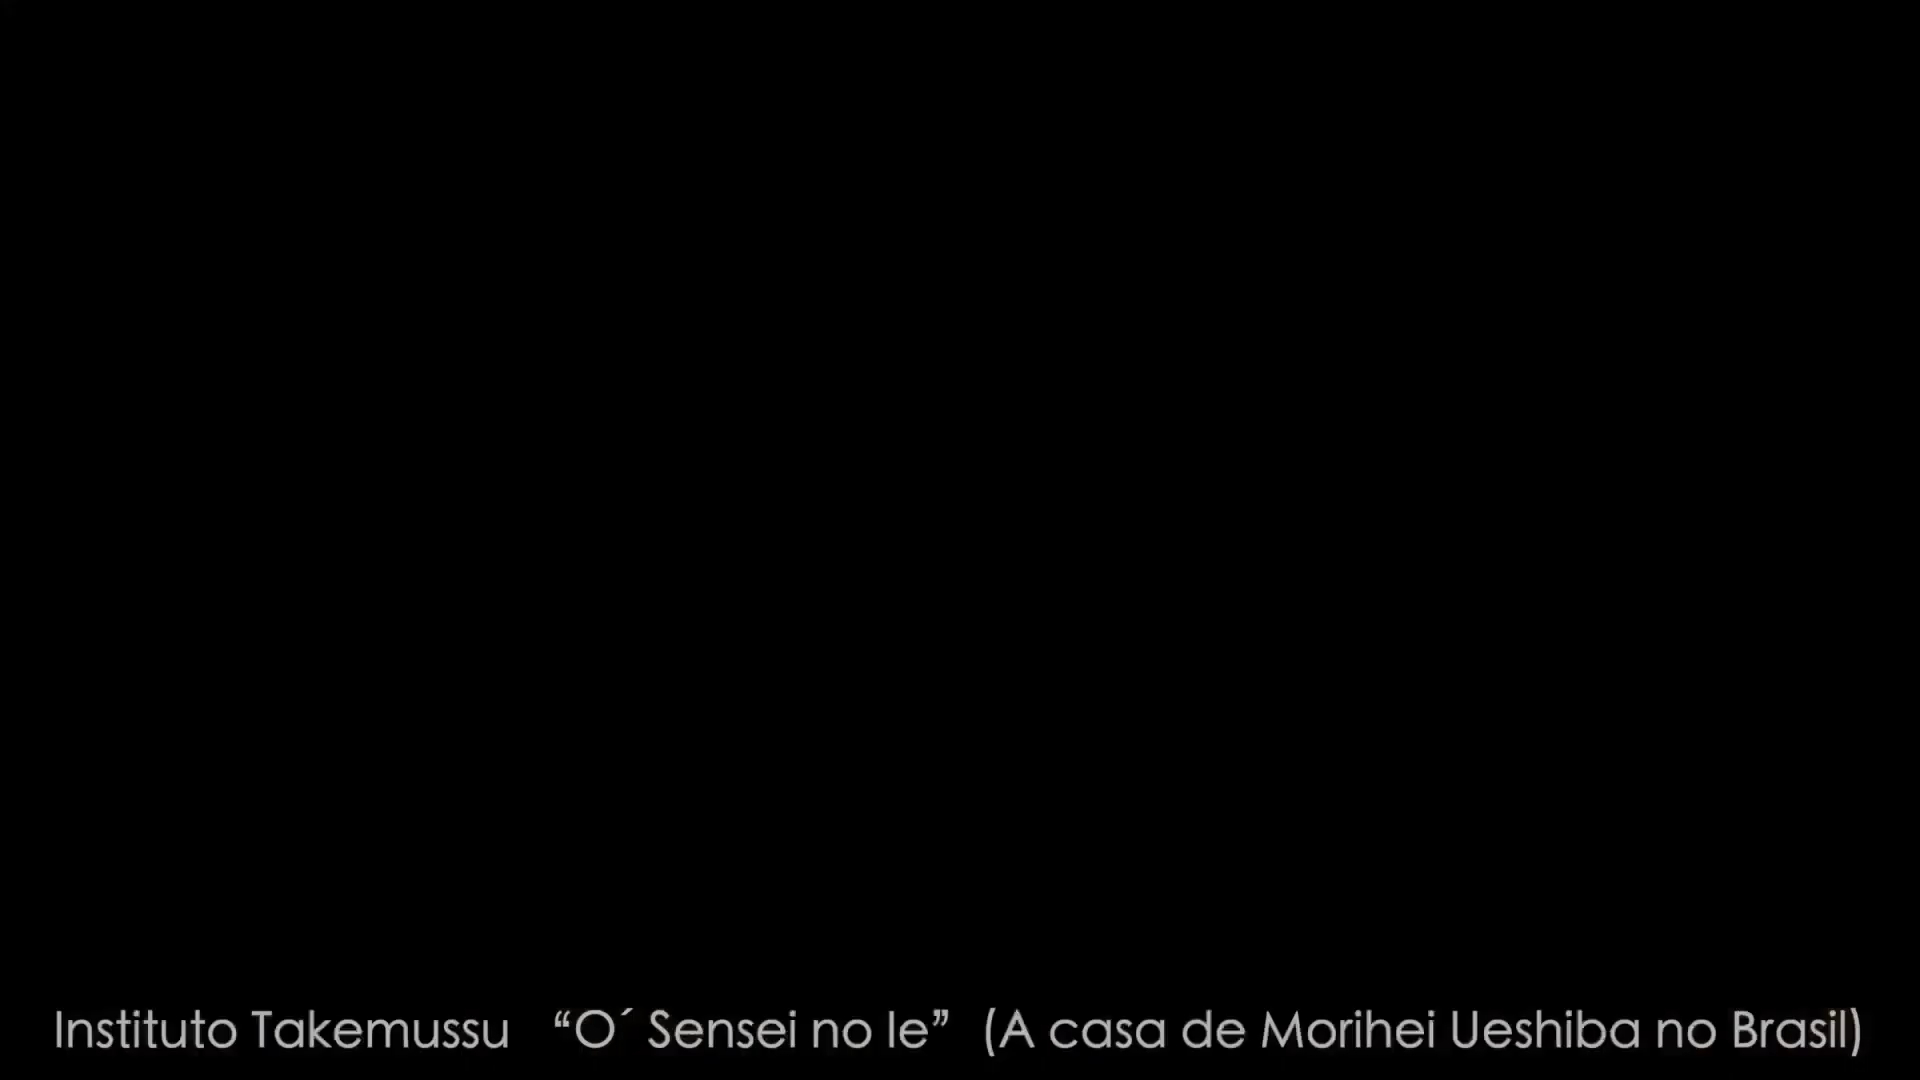 Instituto Takemussu “O´ Sensei no Ie” (A casa de Morihei Ueshiba no Brasil)